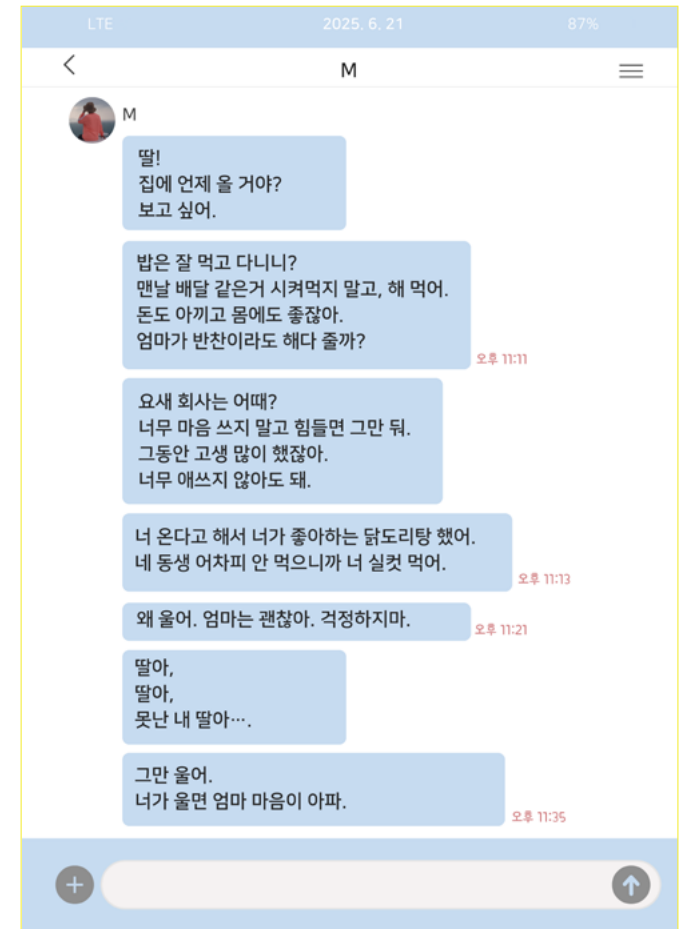 LTE
2025. 6. 21
87%
M
M
딸!
집에 언제 올 거야?
보고 싶어.
밥은 잘 먹고 다니니?
맨날 배달 같은거 시켜먹지 말고, 해 먹어.
돈도 아끼고 몸에도 좋잖아.
엄마가 반찬이라도 해다 줄까?
오후 11:11
요새 회사는 어때?
너무 마음 쓰지 말고 힘들면 그만 둬.
그동안 고생 많이 했잖아.
너무 애쓰지 않아도 돼.
너 온다고 해서 너가 좋아하는 닭도리탕 했어.
네 동생 어차피 안 먹으니까 너 실컷 먹어.
오후 11:13
왜 울어. 엄마는 괜찮아. 걱정하지마.
오후 11:21
딸아,
딸아,
못난 내 딸아….
그만 울어.
너가 울면 엄마 마음이 아파.
오후 11:35